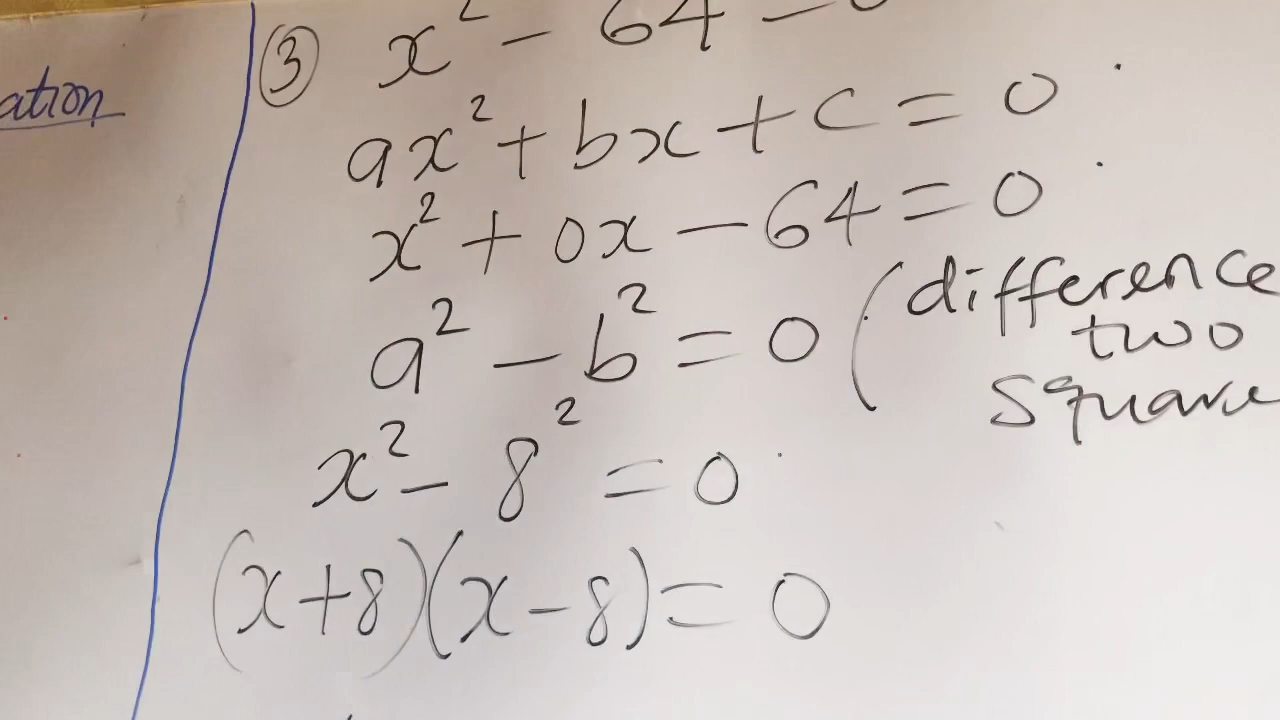 ation
③ x² - 64 =
ax² + bx + c = 0
x² + 0x - 64 = 0
a² - b² = 0 (difference
two
square
x² - 8² = 0
(x+8)(x-8) = 0